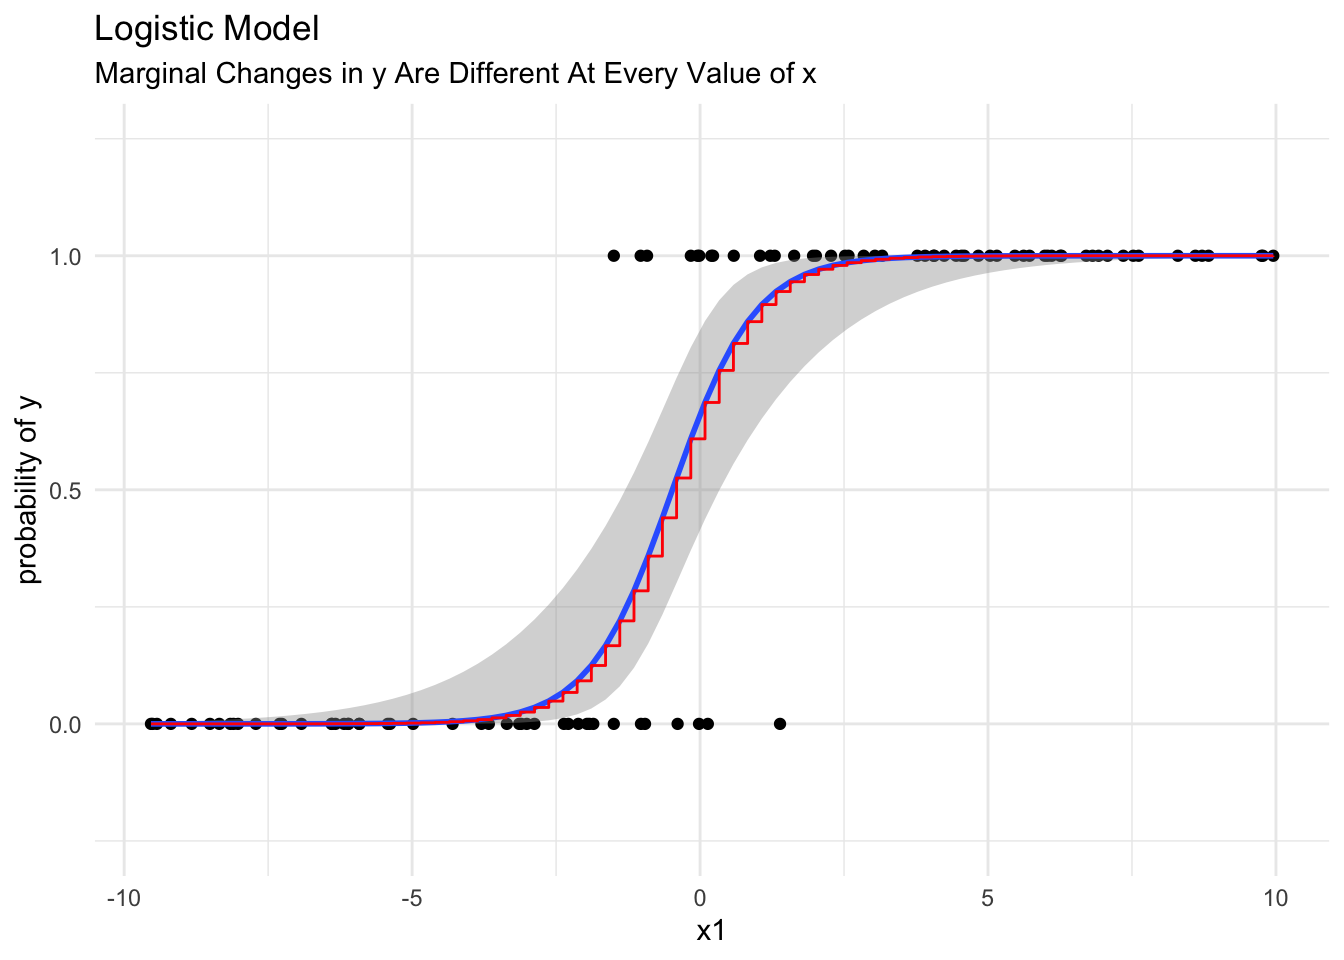 Logistic Model
Marginal Changes in y Are Different At Every Value of x
probability of y
1.0
0.5
0.0
-10
-5
0
5
10
x1